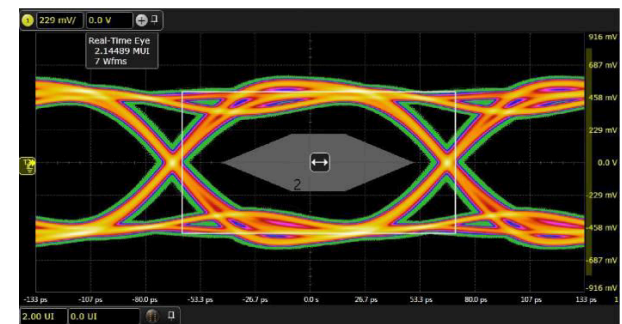 1 229 mV/ 0.0 V
Real-Time Eye
2.14489 MUI
7 Wfms
916 mV
687 mV
458 mV
229 mV
0.0 V
-229 mV
-458 mV
-687 mV
-916 mV
2
-133 ps -107 ps -80.0 ps -53.3 ps -26.7 ps 0.0 s 26.7 ps 53.3 ps 80.0 ps 107 ps 133 ps 1
2.00 UI 0.0 UI